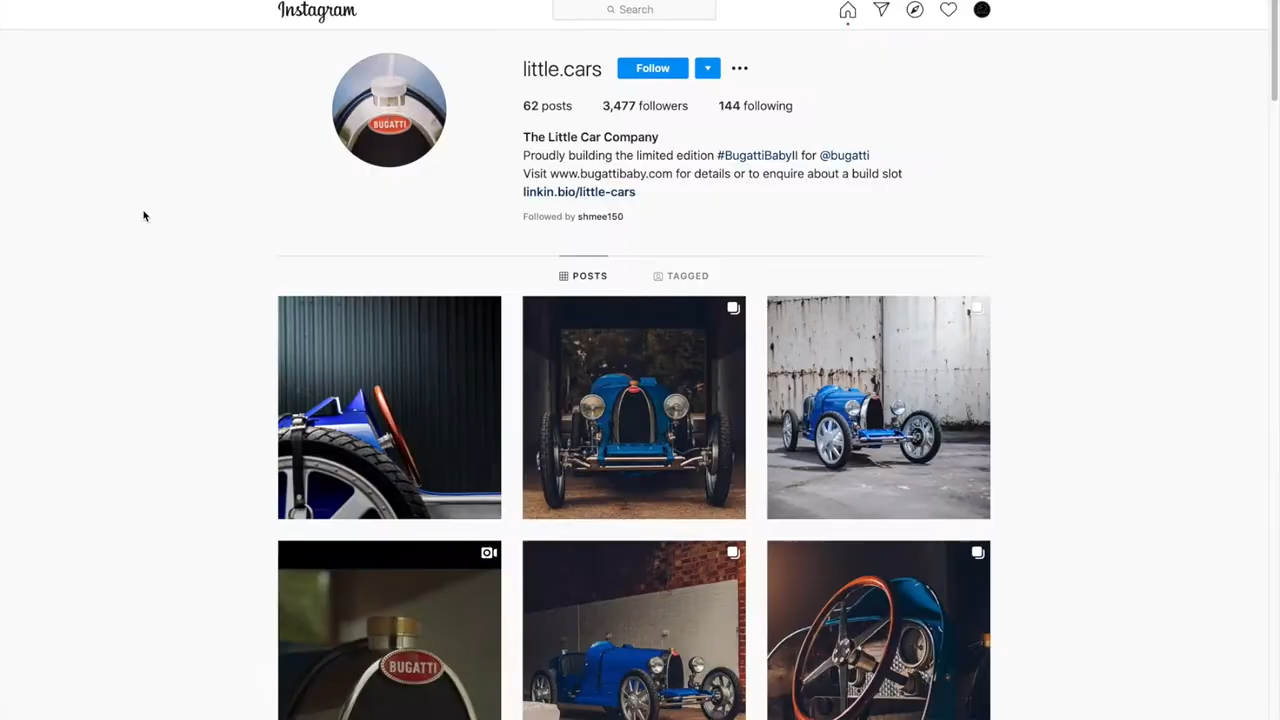 Instagram
Search
little.cars
Follow
62 posts 3,477 followers 144 following
The Little Car Company
Proudly building the limited edition #BugattiBabyII for @bugatti
Visit www.bugattibaby.com for details or to enquire about a build slot
linkin.bio/little-cars
Followed by shmee150
POSTS TAGGED
BUGATTI
BUGATTI